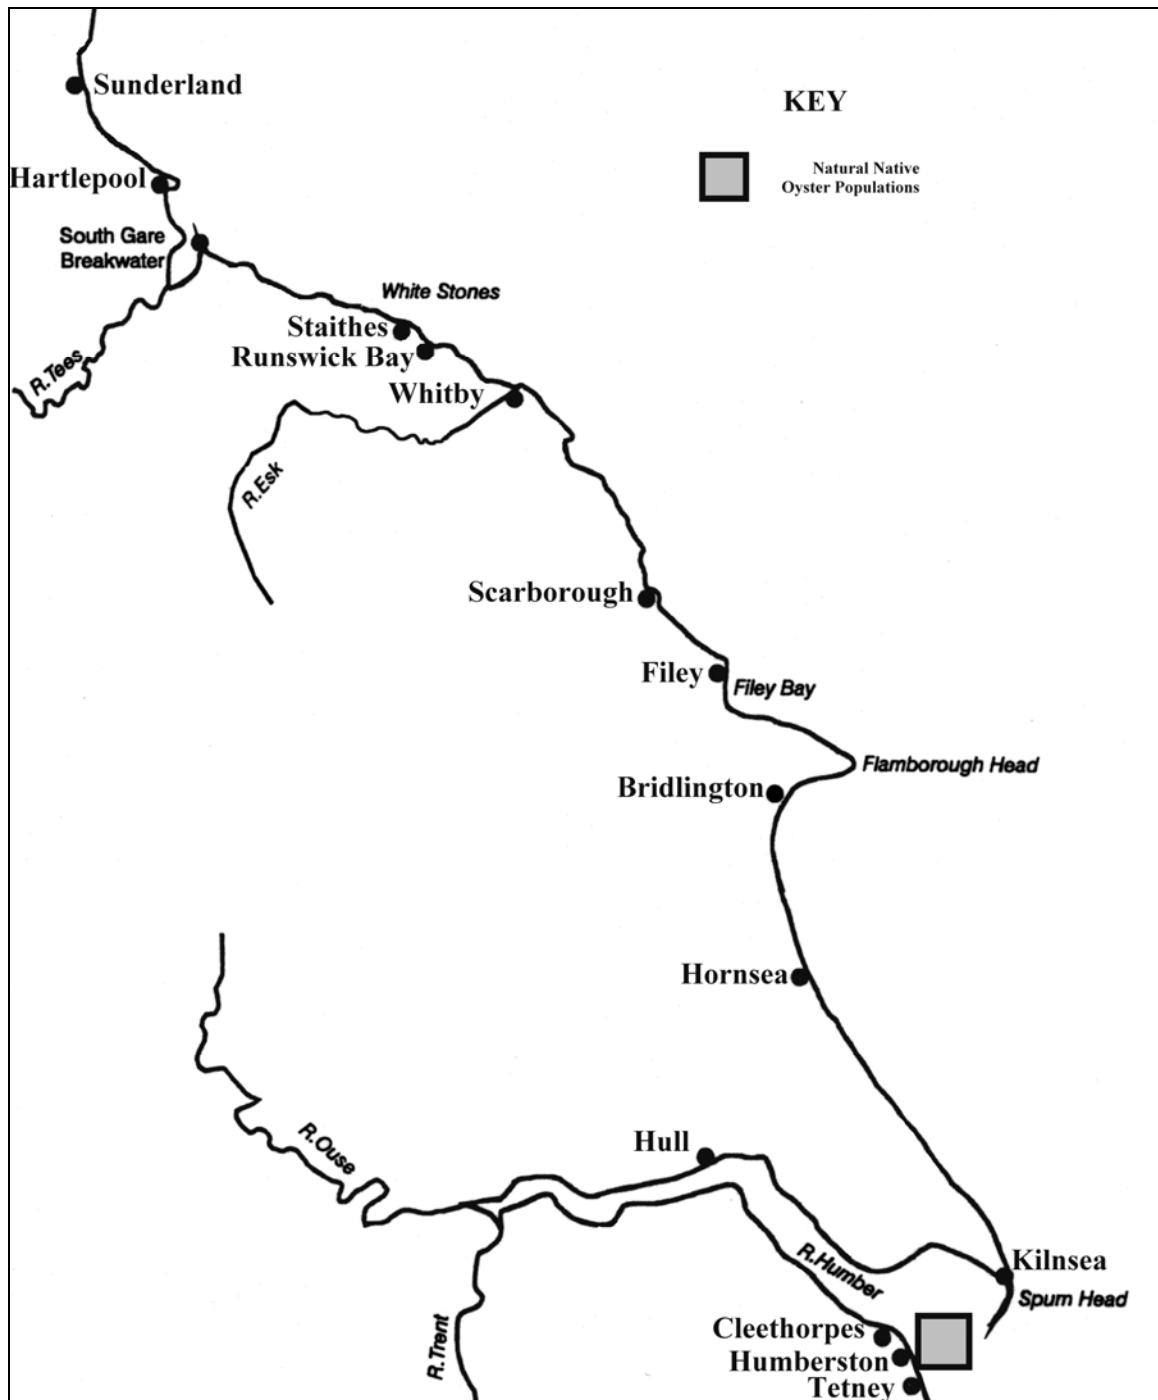 Sunderland
KEY
Natural Native
Oyster Populations
Hartlepool
South Gare
Breakwater
White Stones
Staithes
Runswick Bay
R.Tees
Whitby
R.Esk
Scarborough
Filey
Filey Bay
Flamborough Head
Bridlington
Hornsea
R.Ouse
Hull
R.Humber
Kilnsea
Spurn Head
R.Trent
Cleethorpes
Humberston
Tetney